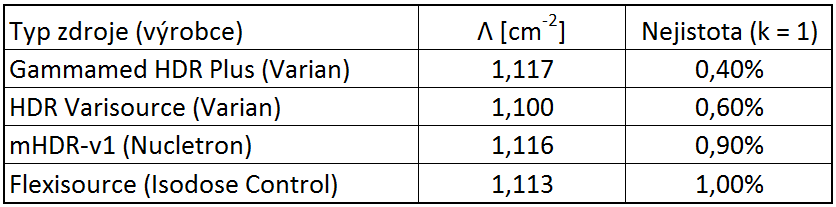 Typ zdroje (výrobce) Λ [cm⁻²] Nejistota (k = 1)
Gammamed HDR Plus (Varian) 1,117 0,40%
HDR Varisource (Varian) 1,100 0,60%
mHDR-v1 (Nucletron) 1,116 0,90%
Flexisource (Isodose Control) 1,113 1,00%